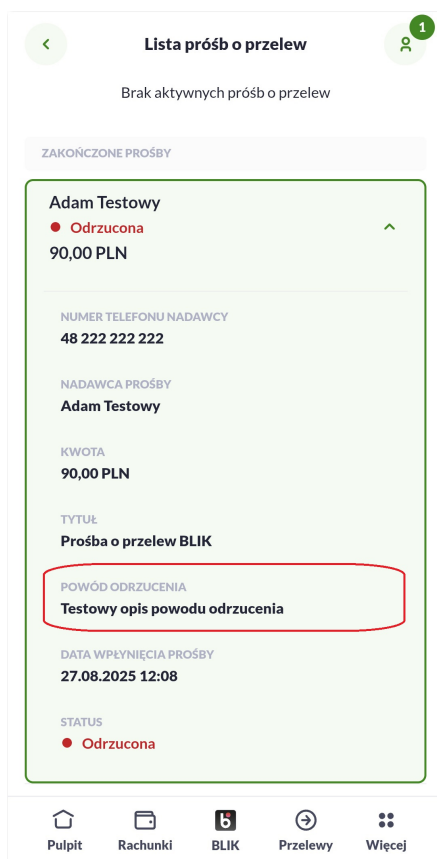 1
Lista próśb o przelew
Brak aktywnych próśb o przelew
ZAKOŃCZONE PROŚBY
Adam Testowy
Odrzucona
90,00 PLN
NUMER TELEFONU NADAWCY
48 222 222 222
NADAWCA PROŚBY
Adam Testowy
KWOTA
90,00 PLN
TYTUŁ
Prośba o przelew BLIK
POWÓD ODRZUCENIA
Testowy opis powodu odrzucenia
DATA WPŁYNIĘCIA PROŚBY
27.08.2025 12:08
STATUS
Odrzucona
Pulpit Rachunki BLIK Przelewy Więcej